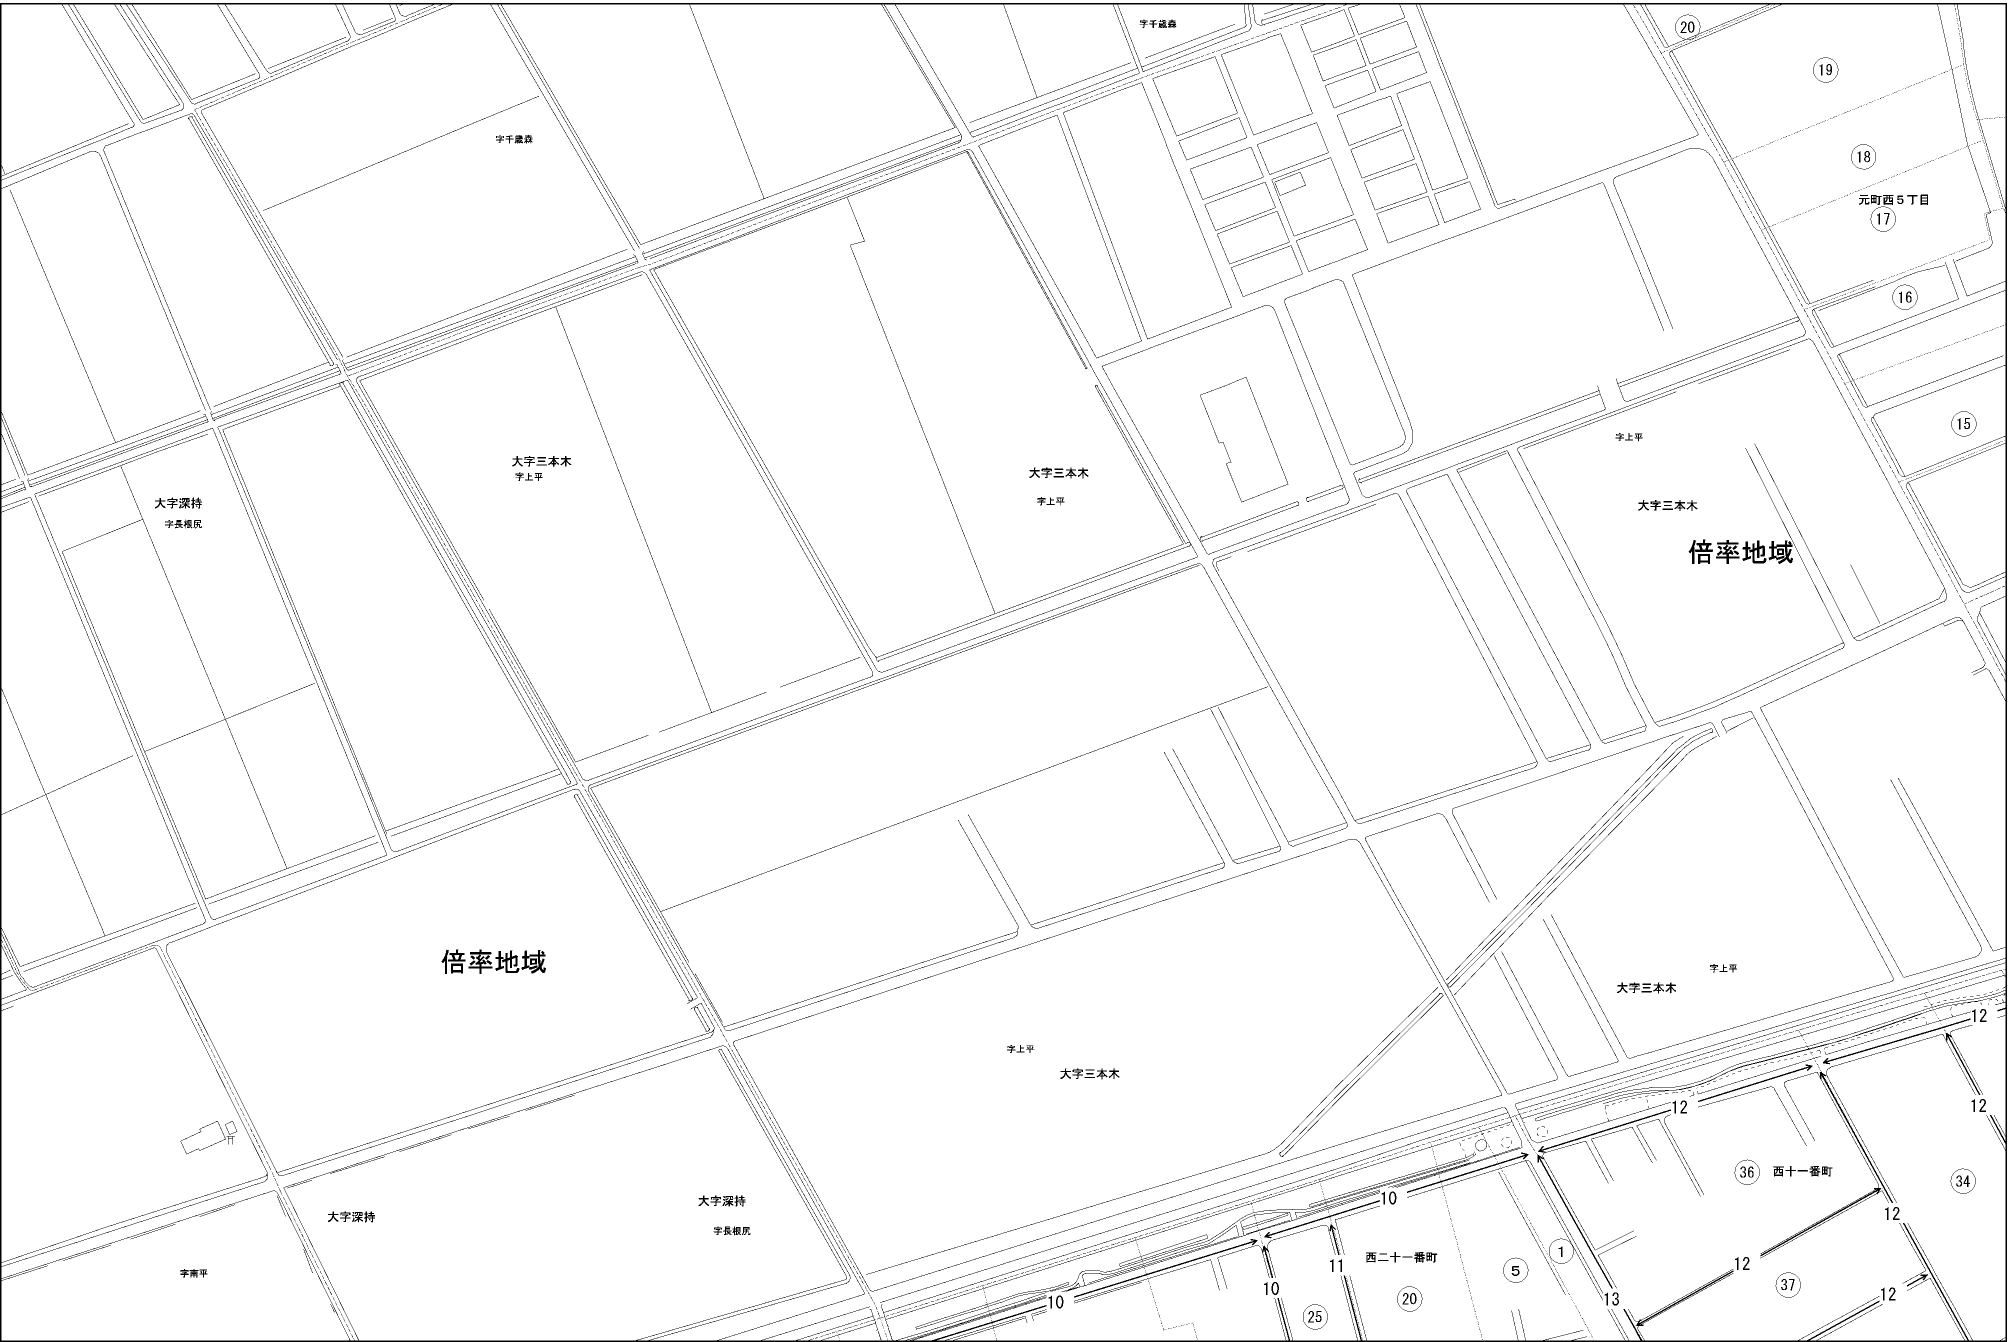 字千歳森
20
19
字千歳森
18
元町西５丁目
17
16
15
字上平
大字三本木
字上平
大字三本木
字上平
大字深持
字長根尻
大字三本木
倍率地域
倍率地域
字上平
大字三本木
字上平
大字三本木
12
12
12
36
西十一番町
34
12
10
大字深持
字長根尻
大字深持
字南平
西二十一番町
1
5
11
12
37
10
20
13
12
10
25